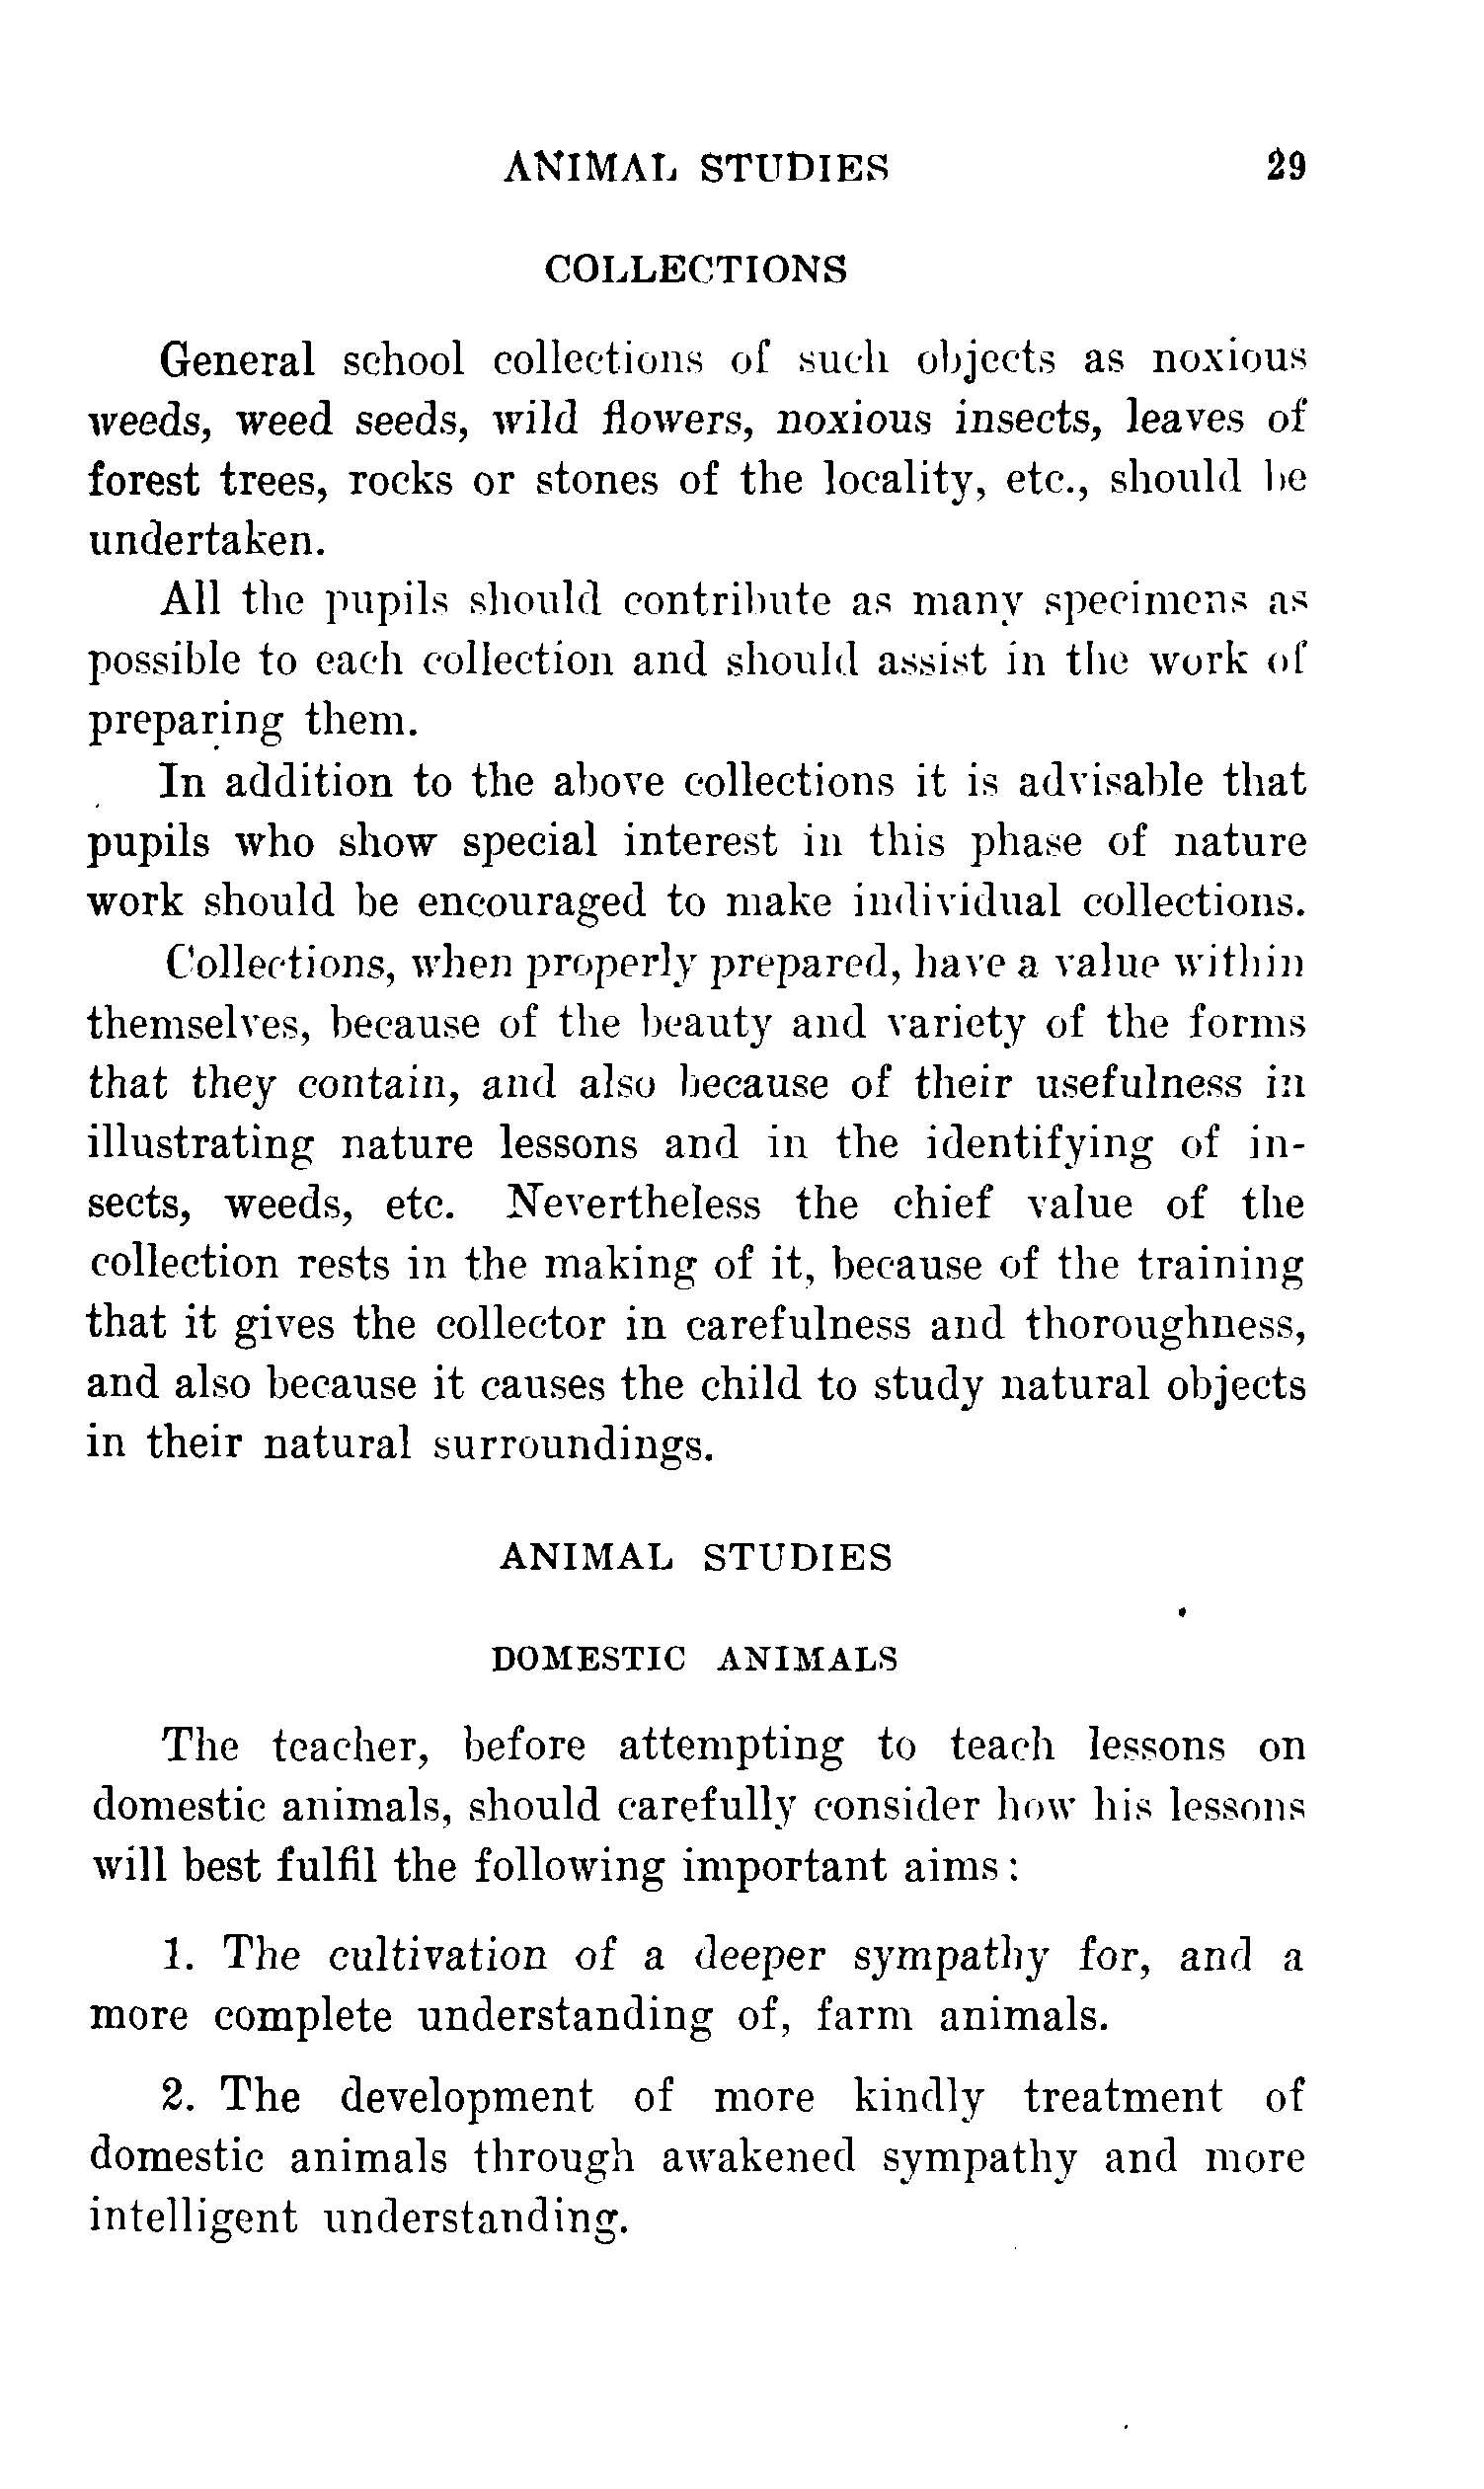 ANIMAL STUDIES 29
COLLECTIONS
General school collections of such objects as noxious
weeds, weed seeds, wild flowers, noxious insects, leaves of
forest trees, rocks or stones of the locality, etc., should be
undertaken.
All the pupils should contribute as many specimens as
possible to each collection and should assist in the work of
preparing them.
In addition to the above collections it is advisable that
pupils who show special interest in this phase of nature
work should be encouraged to make individual collections.
Collections, when properly prepared, have a value within
themselves, because of the beauty and variety of the forms
that they contain, and also because of their usefulness in
illustrating nature lessons and in the identifying of in-
sects, weeds, etc. Nevertheless the chief value of the
collection rests in the making of it, because of the training
that it gives the collector in carefulness and thoroughness,
and also because it causes the child to study natural objects
in their natural surroundings.
ANIMAL STUDIES
DOMESTIC ANIMALS
The teacher, before attempting to teach lessons on
domestic animals, should carefully consider how his lessons
will best fulfil the following important aims:
1. The cultivation of a deeper sympathy for, and a
more complete understanding of, farm animals.
2. The development of more kindly treatment of
domestic animals through awakened sympathy and more
intelligent understanding.